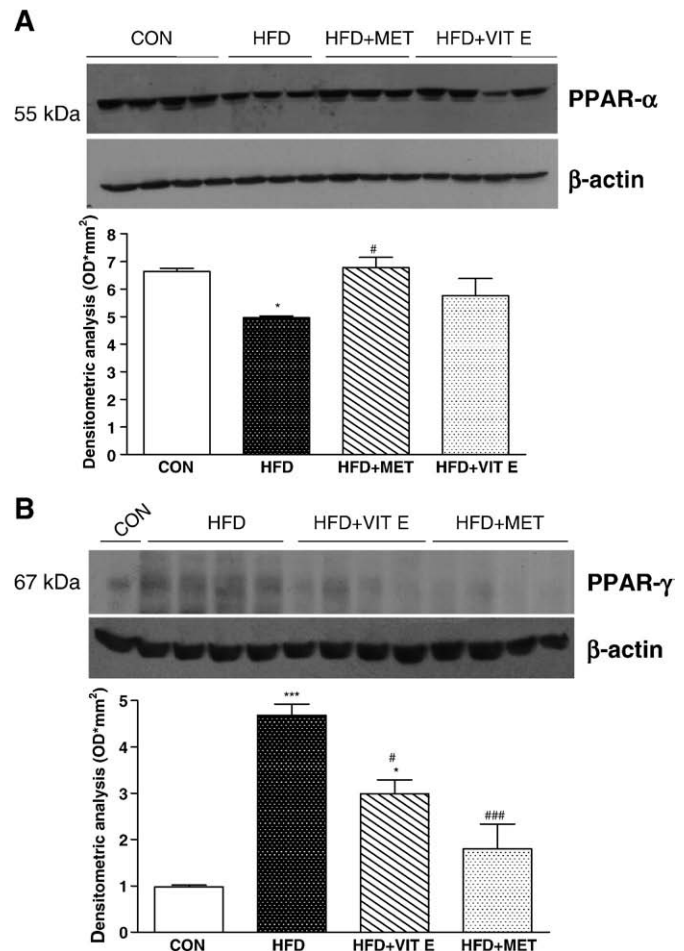 A
CON HFD HFD+MET HFD+VIT E
55 kDa
PPAR-α
β-actin
Densitometric analysis (OD*mm²)
8
7
6
5
4
3
2
1
0
*
#
CON HFD HFD+MET HFD+VIT E
B
CON HFD HFD+VIT E HFD+MET
67 kDa
PPAR-γ
β-actin
Densitometric analysis (OD*mm²)
5
4
3
2
1
0
***
#
*
###
CON HFD HFD+VIT E HFD+MET